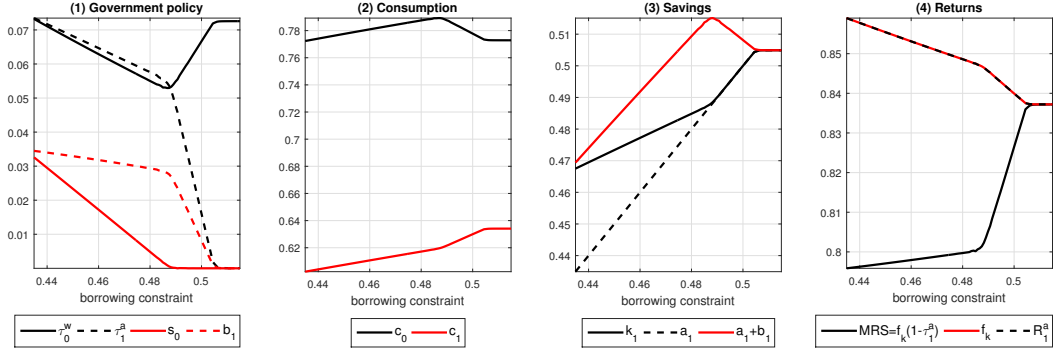 (1) Government policy
0.07
0.06
0.05
0.04
0.03
0.02
0.01
0.44 0.46 0.48 0.5
borrowing constraint
τ₀ʷ τ₁ᵃ s₀ b₁
(2) Consumption
0.78
0.76
0.74
0.72
0.7
0.68
0.66
0.64
0.62
0.44 0.46 0.48 0.5
borrowing constraint
c₀ c₁
(3) Savings
0.51
0.5
0.49
0.48
0.47
0.46
0.45
0.44
0.44 0.46 0.48 0.5
borrowing constraint
k₁ a₁ a₁+b₁
(4) Returns
0.85
0.84
0.83
0.82
0.81
0.8
0.44 0.46 0.48 0.5
borrowing constraint
MRS=fₖ(1-τ₁ᵃ) fₖ R₁ᵃ